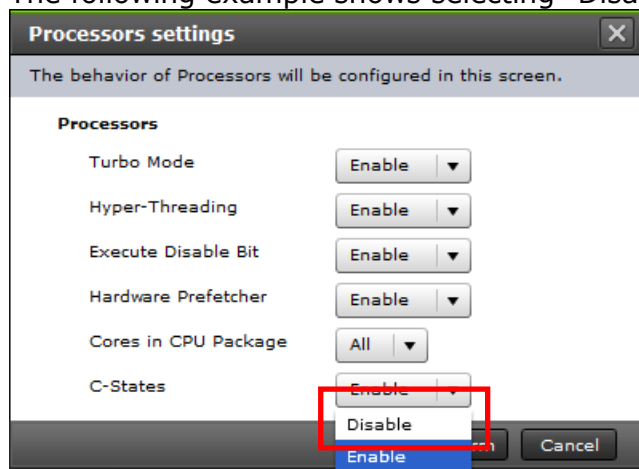 The following example shows selecting "Disa
Processors settings
The behavior of Processors will be configured in this screen.
Processors
Turbo Mode Enable
Hyper-Threading Enable
Execute Disable Bit Enable
Hardware Prefetcher Enable
Cores in CPU Package All
C-States Enable
Disable
Enable
Cancel